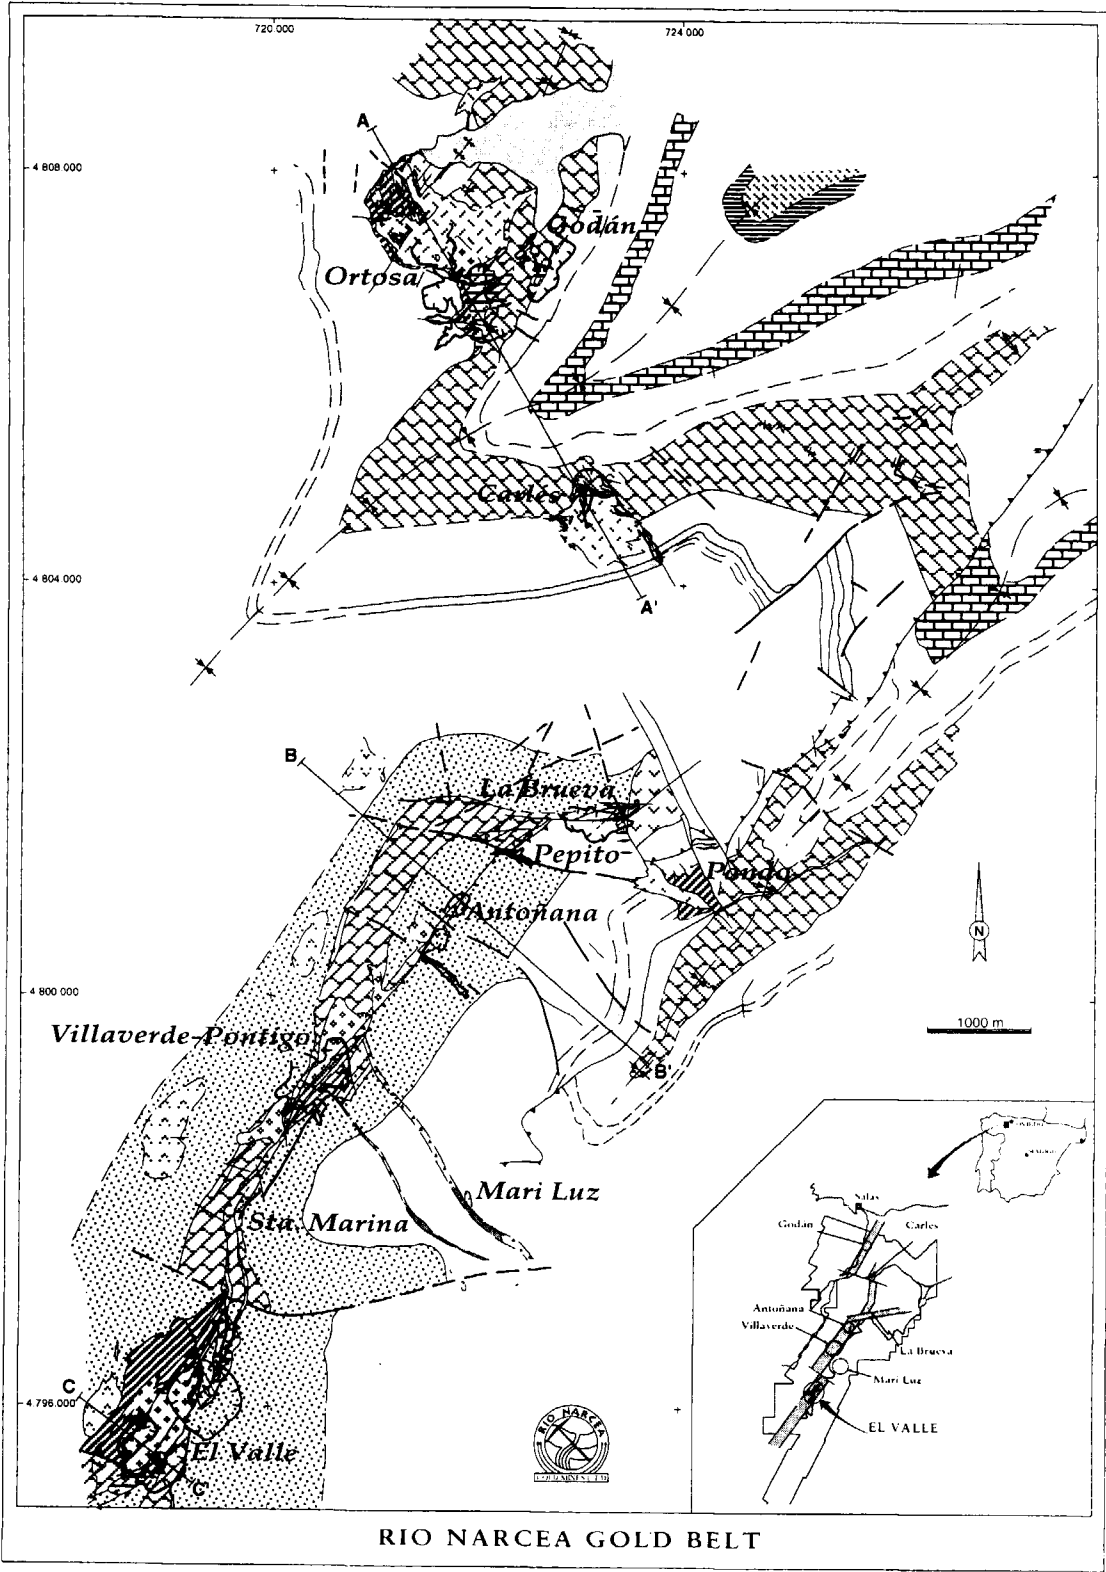 720 000
724 000
A
4 808 000
Godán
Ortosa
Carlés
4 804 000
A'
B
La Brueva
Pepito
Pondo
Antoñana
N
4 800 000
1000 m
Villaverde-Pontigo
B'
Mari Luz
Sta. Marina
Salas
Godán
Carles
Antoñana
Villaverde
La Brueva
Mari Luz
C
4 796 000
EL VALLE
RIO NARCEA
El Valle
C'
RIO NARCEA GOLD BELT